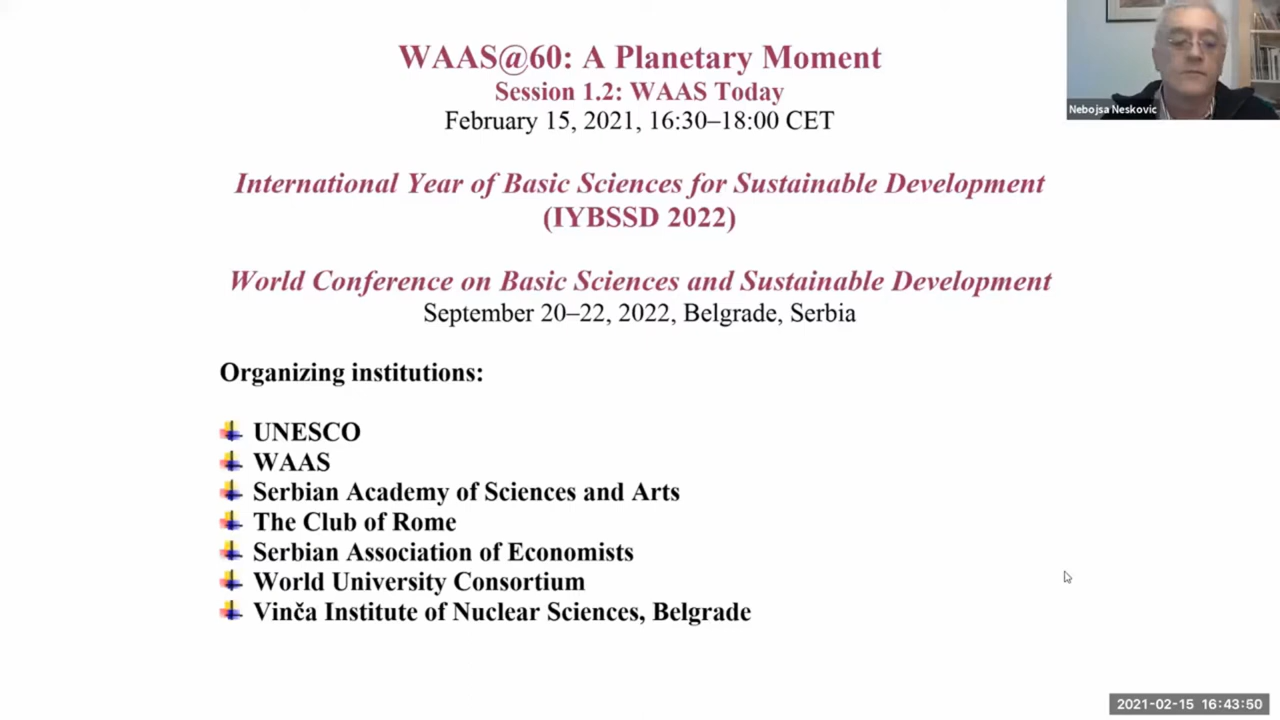 WAAS@60: A Planetary Moment
Session 1.2: WAAS Today
February 15, 2021, 16:30–18:00 CET
Nebojsa Neskovic
International Year of Basic Sciences for Sustainable Development
(IYBSSD 2022)
World Conference on Basic Sciences and Sustainable Development
September 20–22, 2022, Belgrade, Serbia
Organizing institutions:
UNESCO
WAAS
Serbian Academy of Sciences and Arts
The Club of Rome
Serbian Association of Economists
World University Consortium
Vinča Institute of Nuclear Sciences, Belgrade
2021-02-15 16:43:50